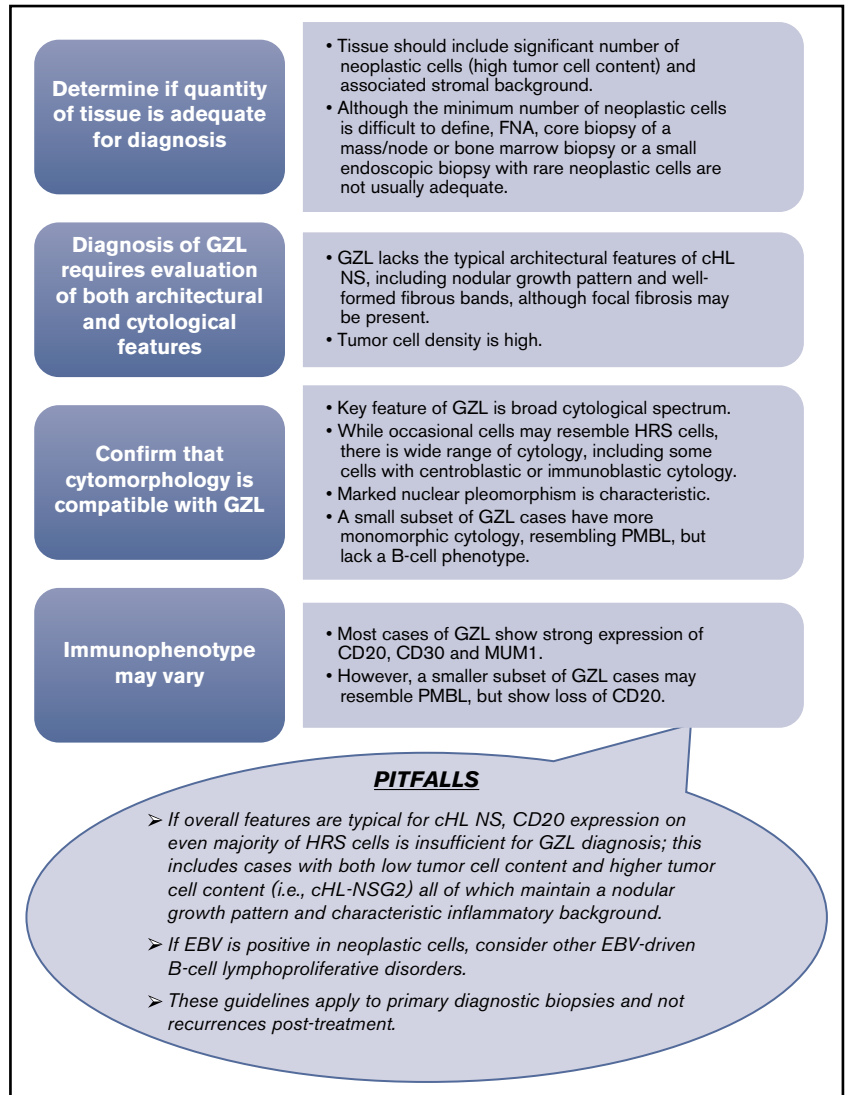 Determine if quantity
of tissue is adequate
for diagnosis
• Tissue should include significant number of
neoplastic cells (high tumor cell content) and
associated stromal background.
• Although the minimum number of neoplastic cells
is difficult to define, FNA, core biopsy of a
mass/node or bone marrow biopsy or a small
endoscopic biopsy with rare neoplastic cells are
not usually adequate.
Diagnosis of GZL
requires evaluation
of both architectural
and cytological
features
• GZL lacks the typical architectural features of cHL
NS, including nodular growth pattern and well-
formed fibrous bands, although focal fibrosis may
be present.
• Tumor cell density is high.
Confirm that
cytomorphology is
compatible with GZL
• Key feature of GZL is broad cytological spectrum.
• While occasional cells may resemble HRS cells,
there is wide range of cytology, including some
cells with centroblastic or immunoblastic cytology.
• Marked nuclear pleomorphism is characteristic.
• A small subset of GZL cases have more
monomorphic cytology, resembling PMBL, but
lack a B-cell phenotype.
Immunophenotype
may vary
• Most cases of GZL show strong expression of
CD20, CD30 and MUM1.
• However, a smaller subset of GZL cases may
resemble PMBL, but show loss of CD20.
PITFALLS
➢ If overall features are typical for cHL NS, CD20 expression on
even majority of HRS cells is insufficient for GZL diagnosis; this
includes cases with both low tumor cell content and higher tumor
cell content (i.e., cHL-NSG2) all of which maintain a nodular
growth pattern and characteristic inflammatory background.
➢ If EBV is positive in neoplastic cells, consider other EBV-driven
B-cell lymphoproliferative disorders.
➢ These guidelines apply to primary diagnostic biopsies and not
recurrences post-treatment.